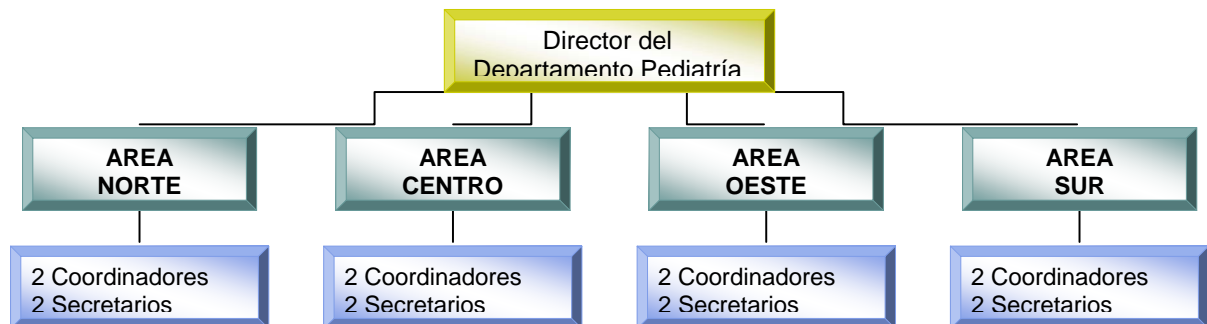 Director del
Departamento Pediatría
AREA
NORTE
AREA
CENTRO
AREA
OESTE
AREA
SUR
2 Coordinadores
2 Secretarios
2 Coordinadores
2 Secretarios
2 Coordinadores
2 Secretarios
2 Coordinadores
2 Secretarios